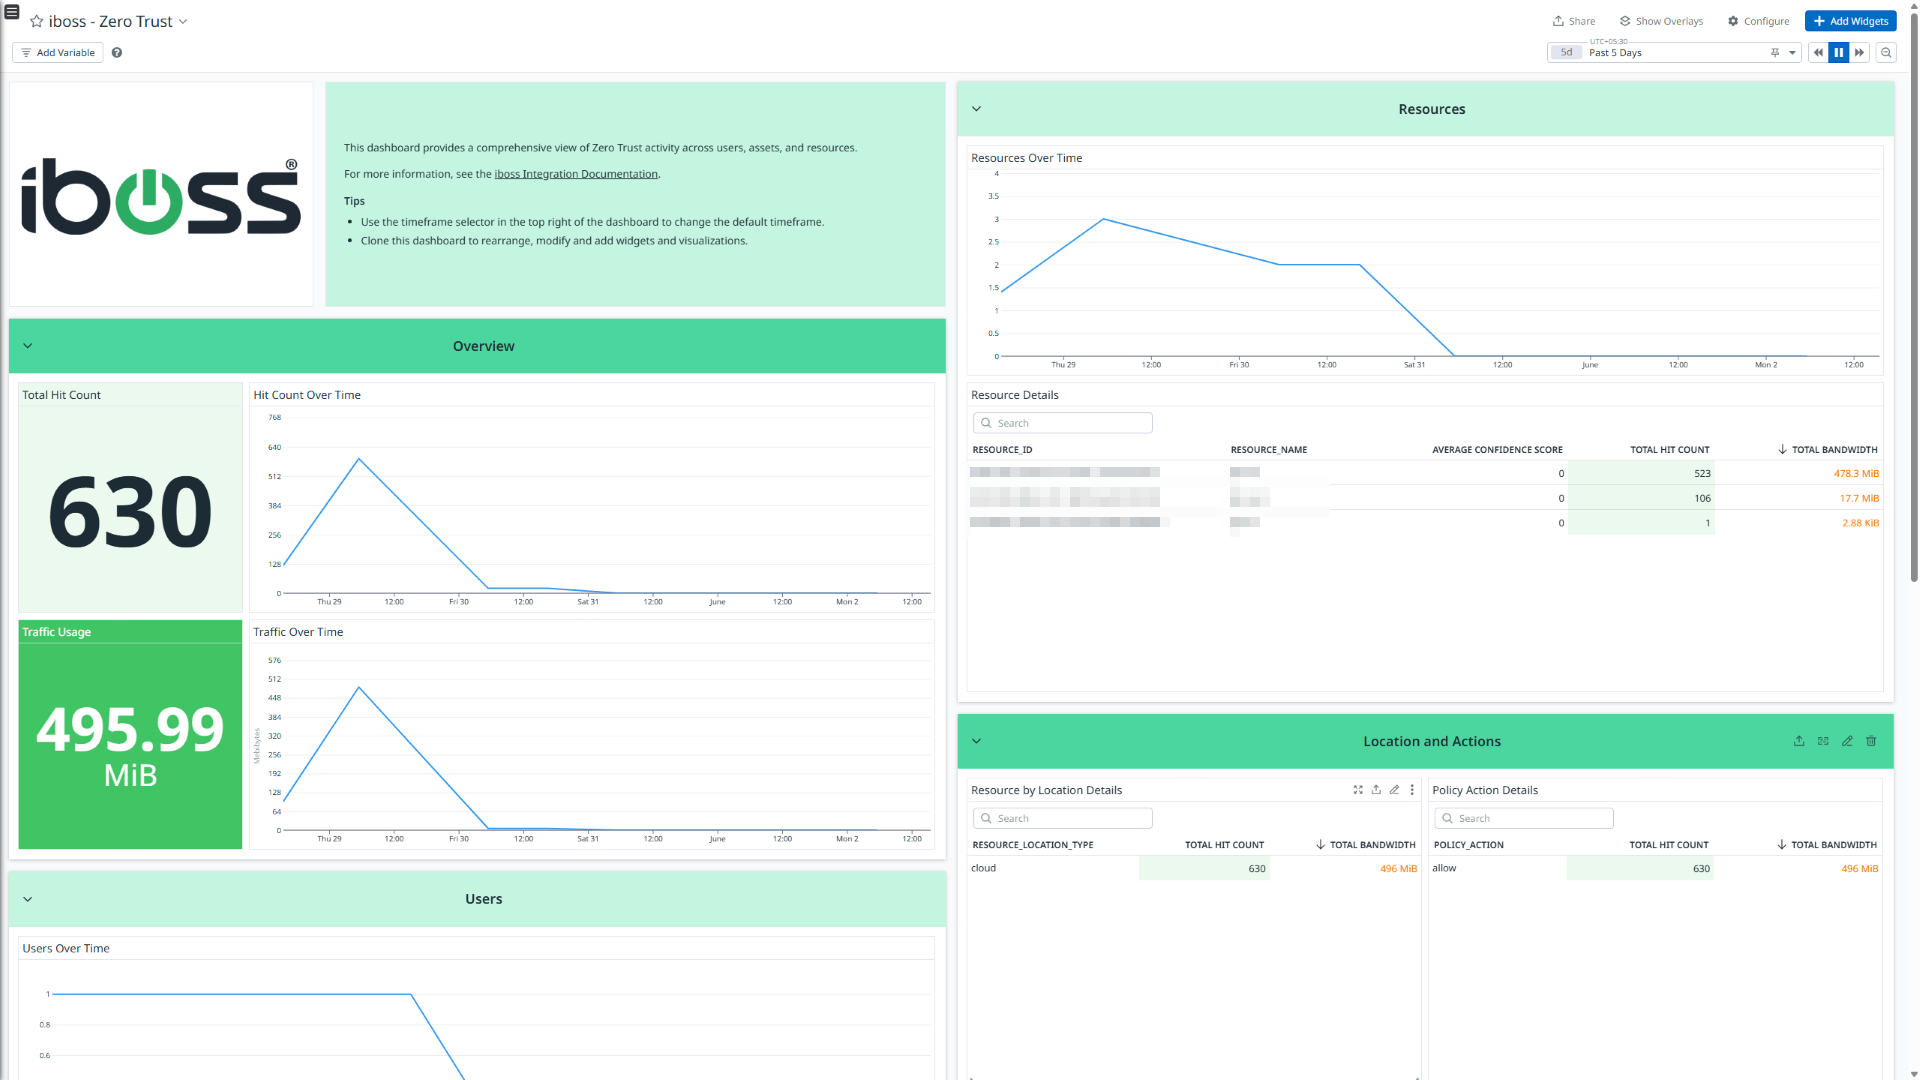 iboss - Zero Trust
Share
Show Overlays
Configure
Add Widgets
Add Variable
UTC+05:30
5d
Past 5 Days
iboss®
This dashboard provides a comprehensive view of Zero Trust activity across users, assets, and resources.
For more information, see the iboss Integration Documentation.
Tips
• Use the timeframe selector in the top right of the dashboard to change the default timeframe.
• Clone this dashboard to rearrange, modify and add widgets and visualizations.
Overview
Total Hit Count
630
Hit Count Over Time
768
640
512
384
256
128
0
Thu 29 12:00 Fri 30 12:00 Sat 31 12:00 June 12:00 Mon 2 12:00
Traffic Usage
495.99
MiB
Traffic Over Time
Mebibytes
576
512
448
384
320
256
192
128
64
0
Thu 29 12:00 Fri 30 12:00 Sat 31 12:00 June 12:00 Mon 2 12:00
Users
Users Over Time
1
0.8
0.6
Resources
Resources Over Time
4
3.5
3
2.5
2
1.5
1
0.5
0
Thu 29 12:00 Fri 30 12:00 Sat 31 12:00 June 12:00 Mon 2 12:00
Resource Details
Search
RESOURCE_ID RESOURCE_NAME AVERAGE CONFIDENCE SCORE TOTAL HIT COUNT TOTAL BANDWIDTH
0 523 478.3 MiB
0 106 17.7 MiB
0 1 2.88 KiB
Location and Actions
Resource by Location Details
Search
RESOURCE_LOCATION_TYPE TOTAL HIT COUNT TOTAL BANDWIDTH
cloud 630 496 MiB
Policy Action Details
Search
POLICY_ACTION TOTAL HIT COUNT TOTAL BANDWIDTH
allow 630 496 MiB